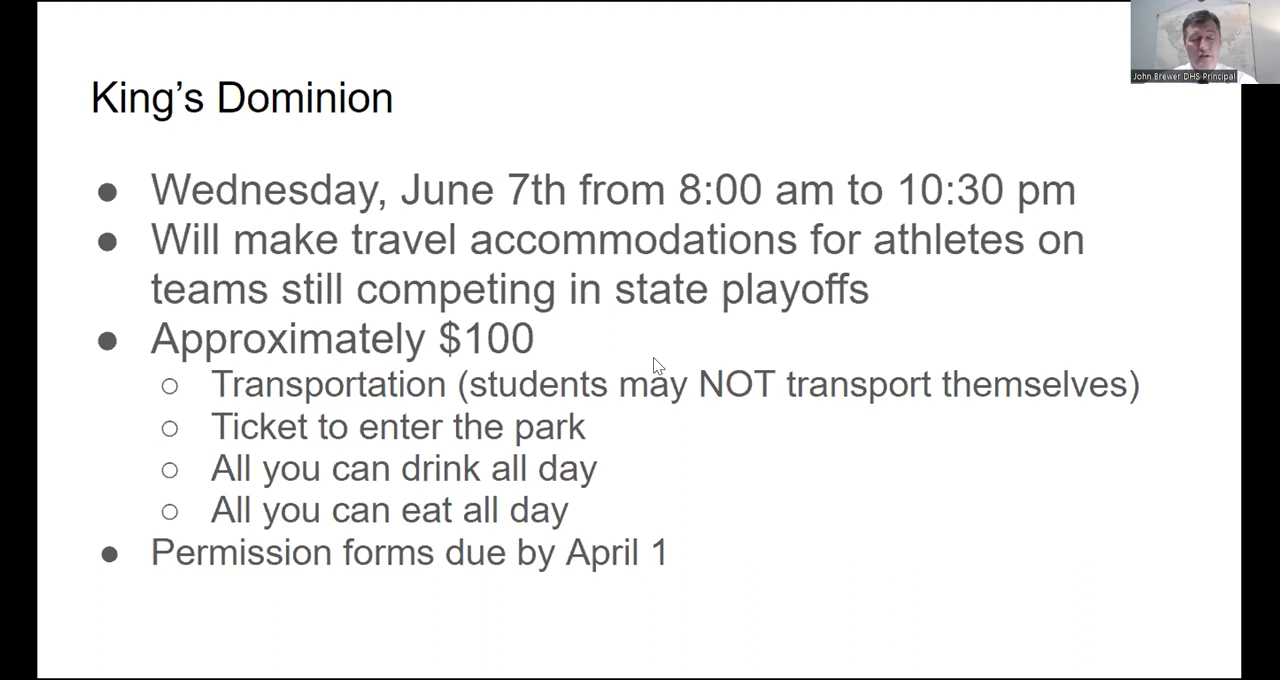 King's Dominion
John Brewer DHS Principal
● Wednesday, June 7th from 8:00 am to 10:30 pm
● Will make travel accommodations for athletes on
teams still competing in state playoffs
● Approximately $100
○ Transportation (students may NOT transport themselves)
○ Ticket to enter the park
○ All you can drink all day
○ All you can eat all day
● Permission forms due by April 1